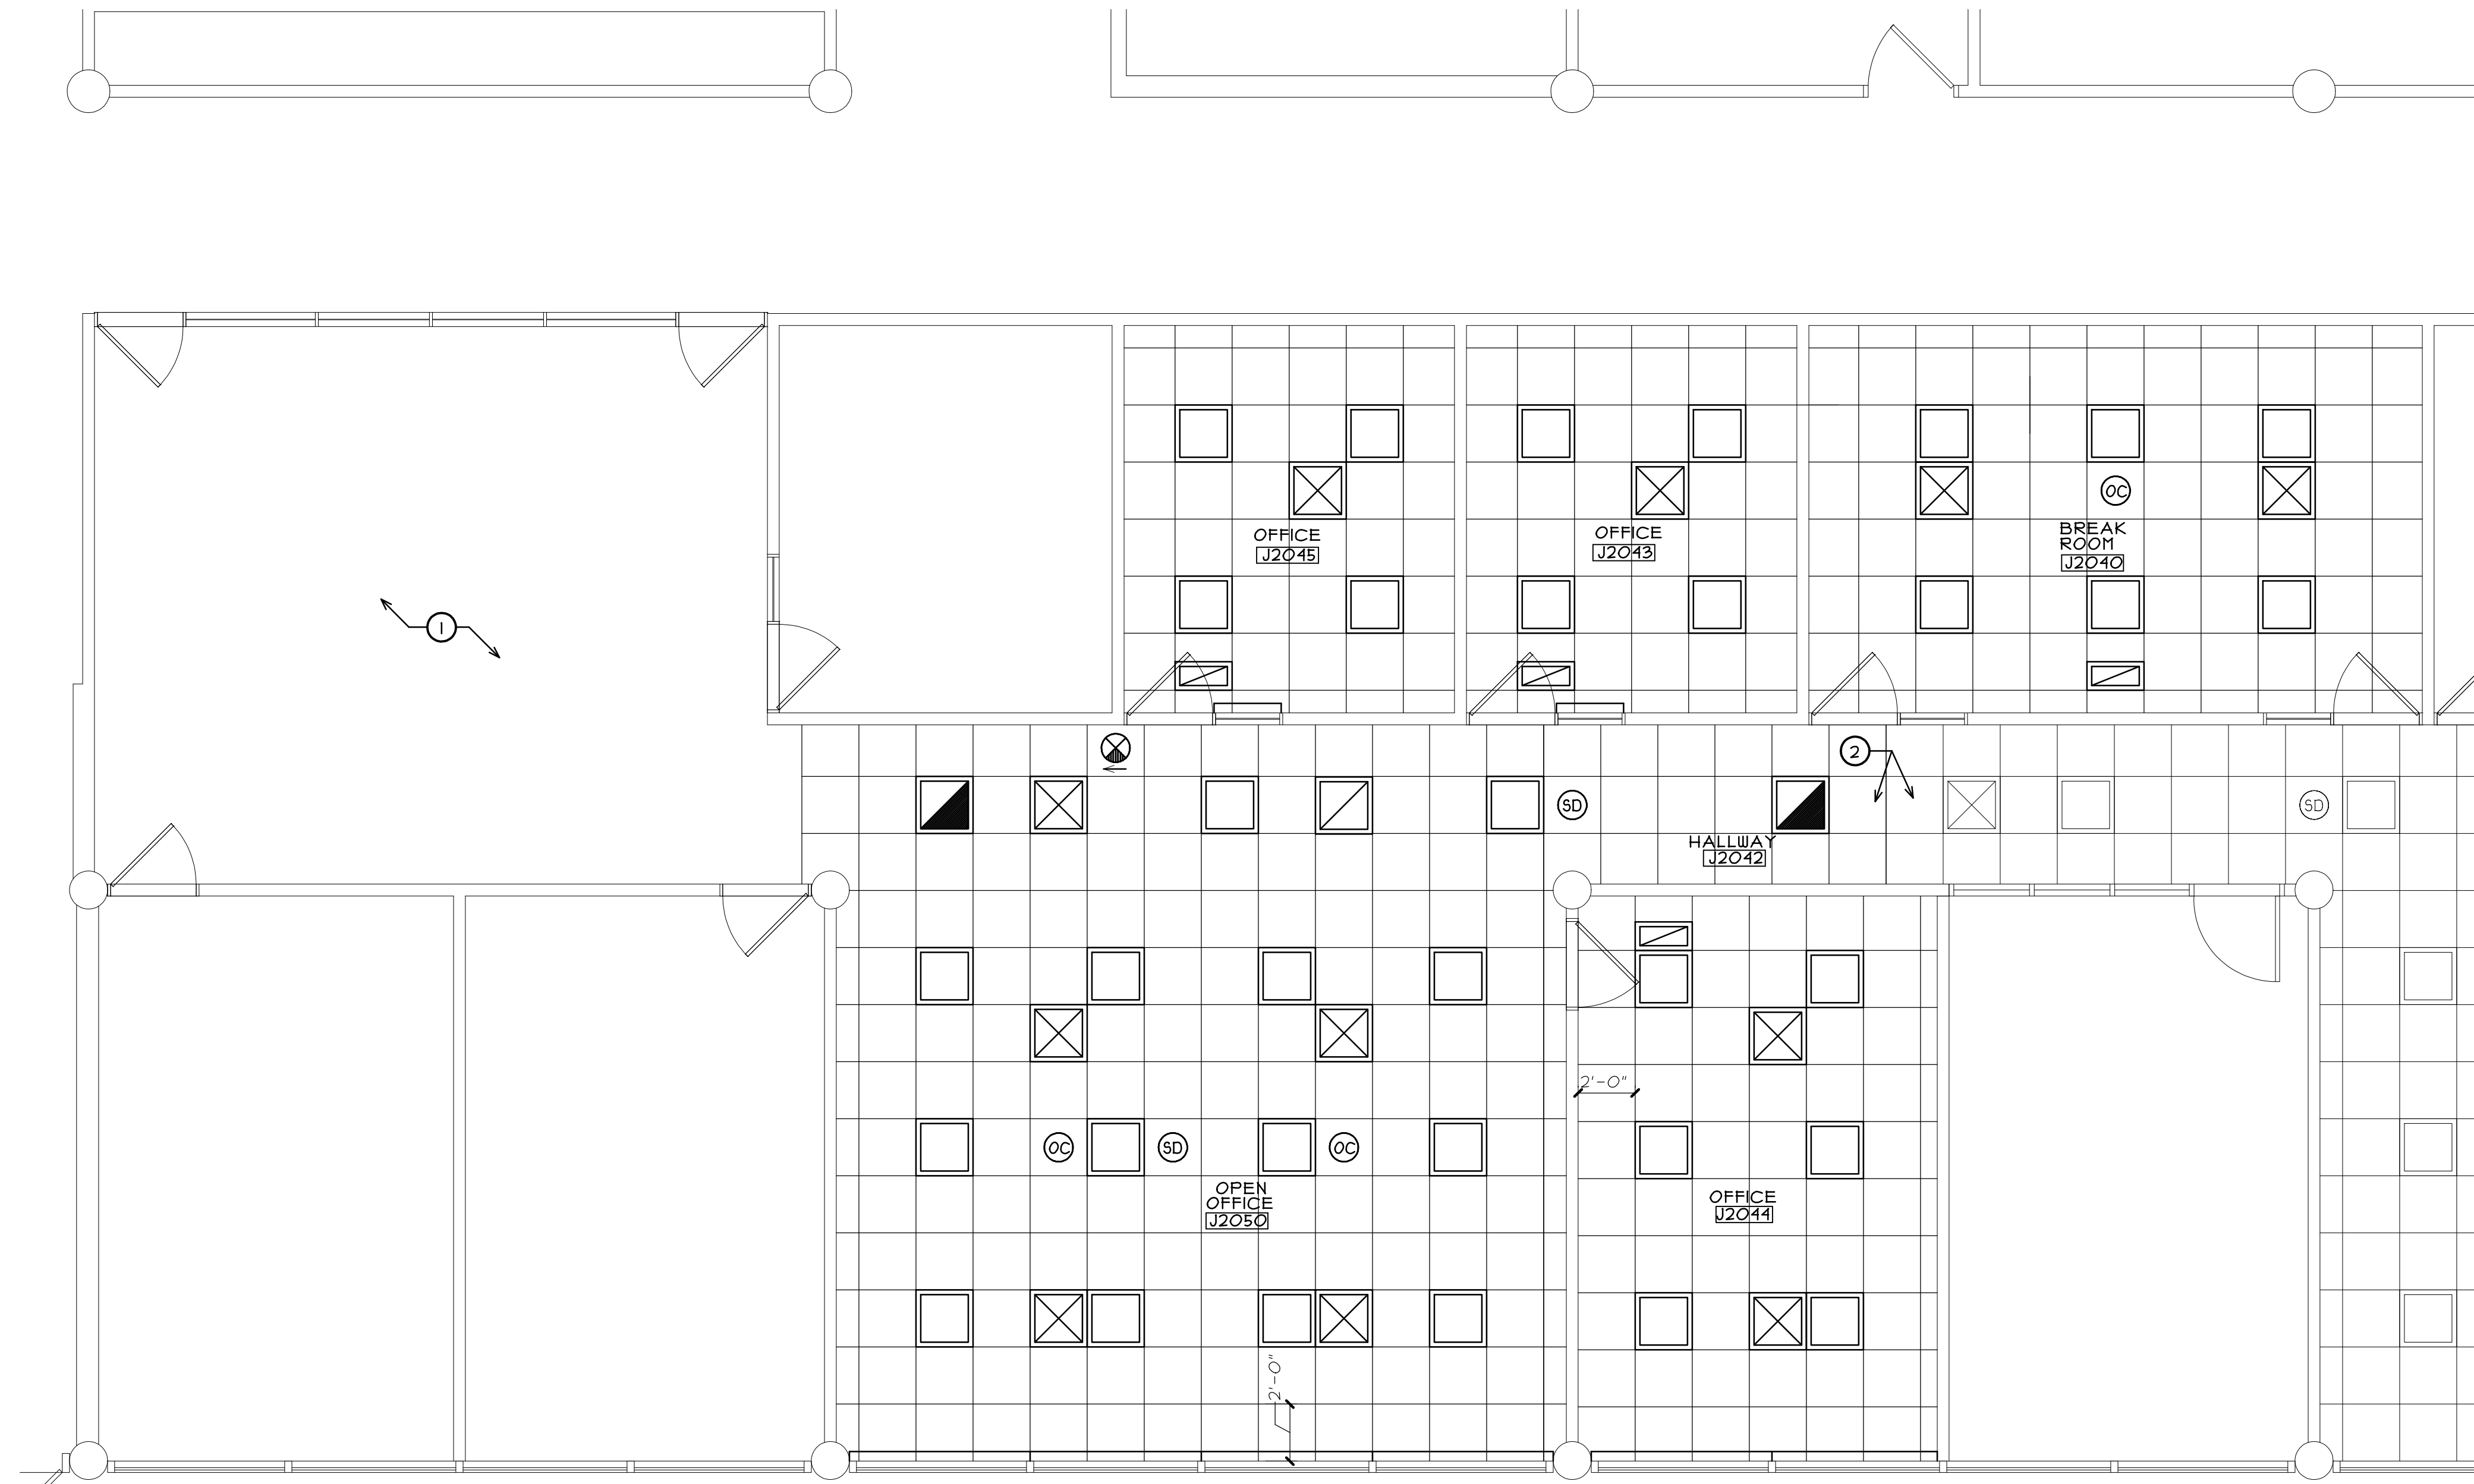 OFFICE
J2045
OFFICE
J2043
OC
BREAK
ROOM
J2040
1
2
SD
SD
HALLWAY
J2042
2'-0"
OC
SD
OC
OPEN
OFFICE
J2050
OFFICE
J2044
2'-0"